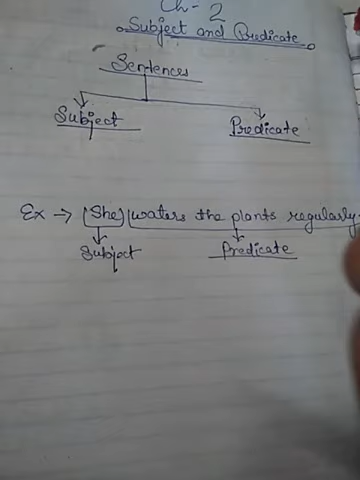 Ch - 2
Subject and Predicate
Sentences
Subject
Predicate
Ex → (She) (waters the plants regularly.
Subject
Predicate